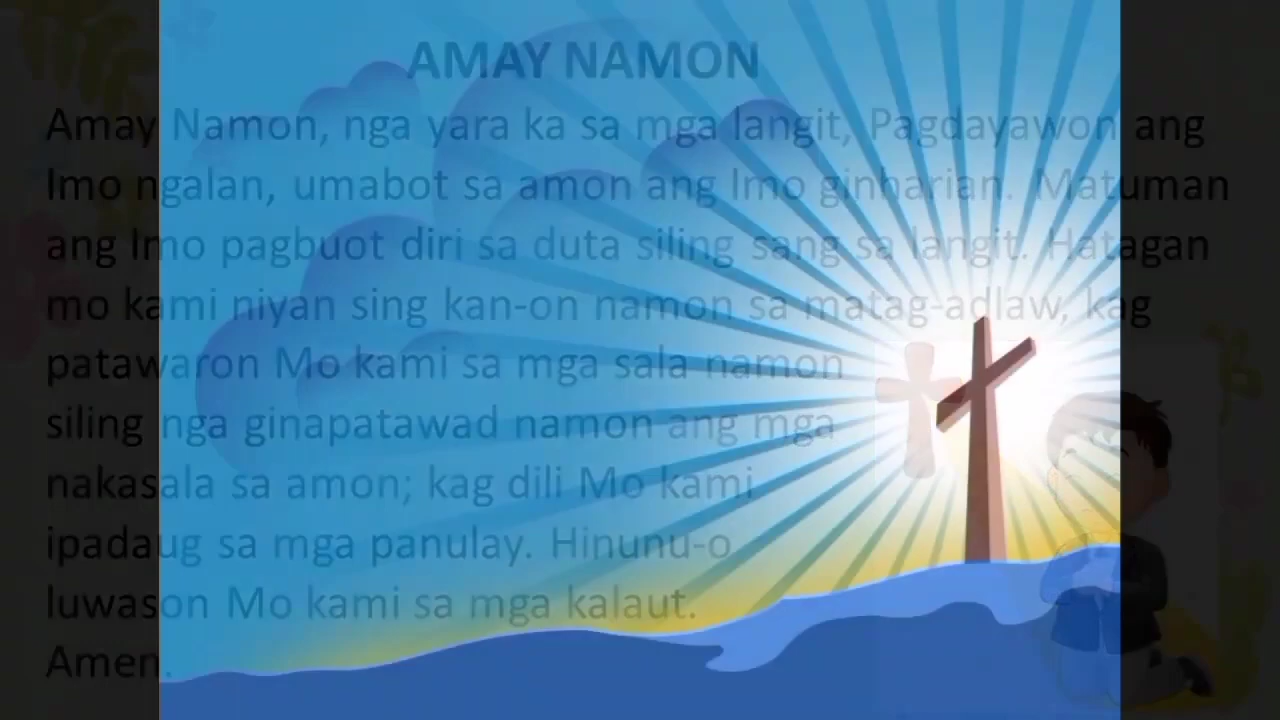 AMAY NAMON
Amay Namon, nga yara ka sa mga langit, Pagdayawon ang
Imo ngalan, umabot sa amon ang Imo ginharian. Matuman
ang Imo pagbuot diri sa duta siling sang sa langit. Hatagan
mo kami niyan sing kan-on namon sa matag-adlaw, kag
patawaron Mo kami sa mga sala namon
siling nga ginapatawad namon ang mga
nakasala sa amon; kag dili Mo kami
ipadaug sa mga panulay. Hinunu-o
luwason Mo kami sa mga kalaut.
Amen.